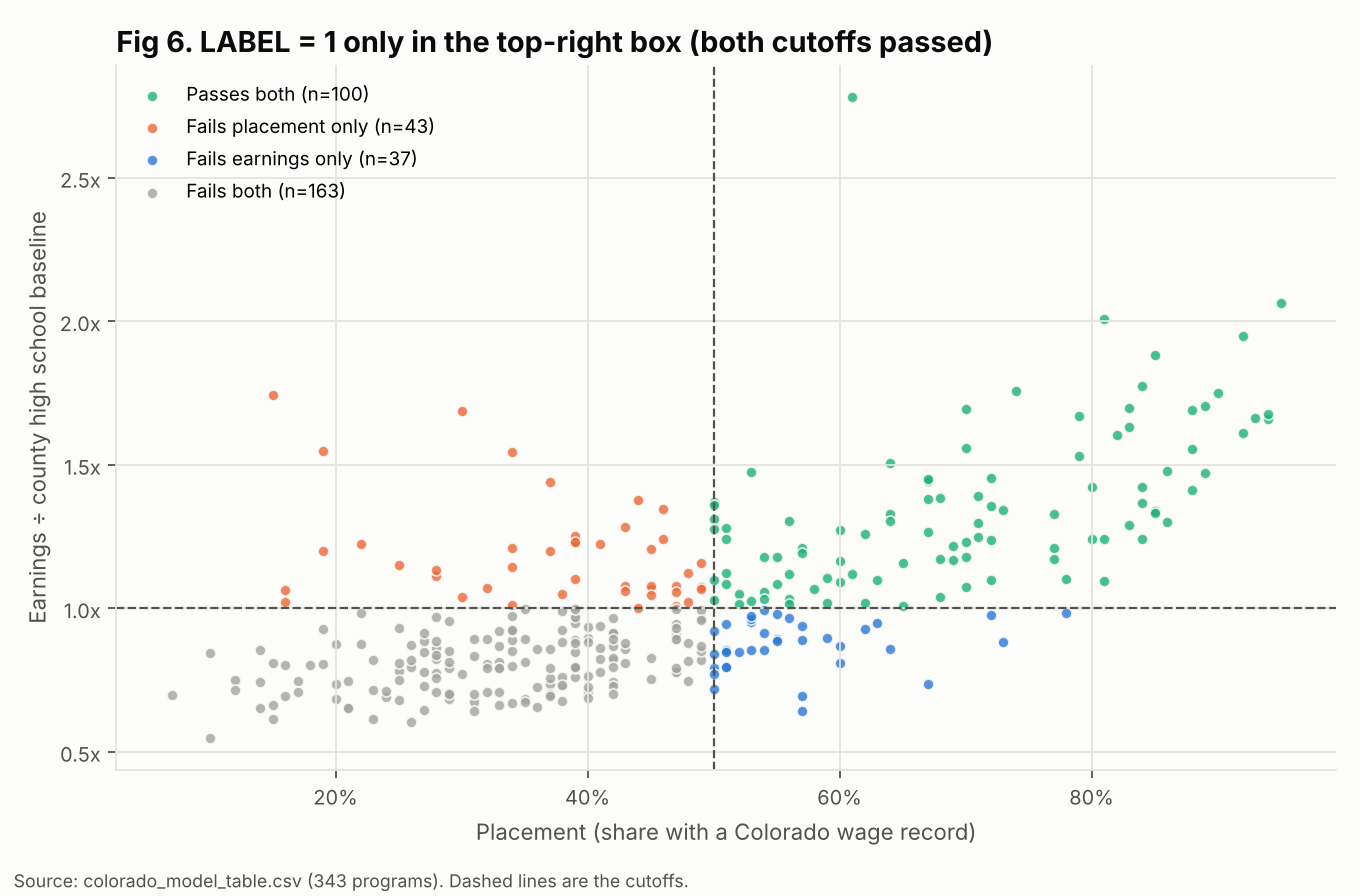 Fig 6. LABEL = 1 only in the top-right box (both cutoffs passed)
Passes both (n=100)
Fails placement only (n=43)
Fails earnings only (n=37)
Fails both (n=163)
Earnings ÷ county high school baseline
2.5x
2.0x
1.5x
1.0x
0.5x
20%
40%
60%
80%
Placement (share with a Colorado wage record)
Source: colorado_model_table.csv (343 programs). Dashed lines are the cutoffs.